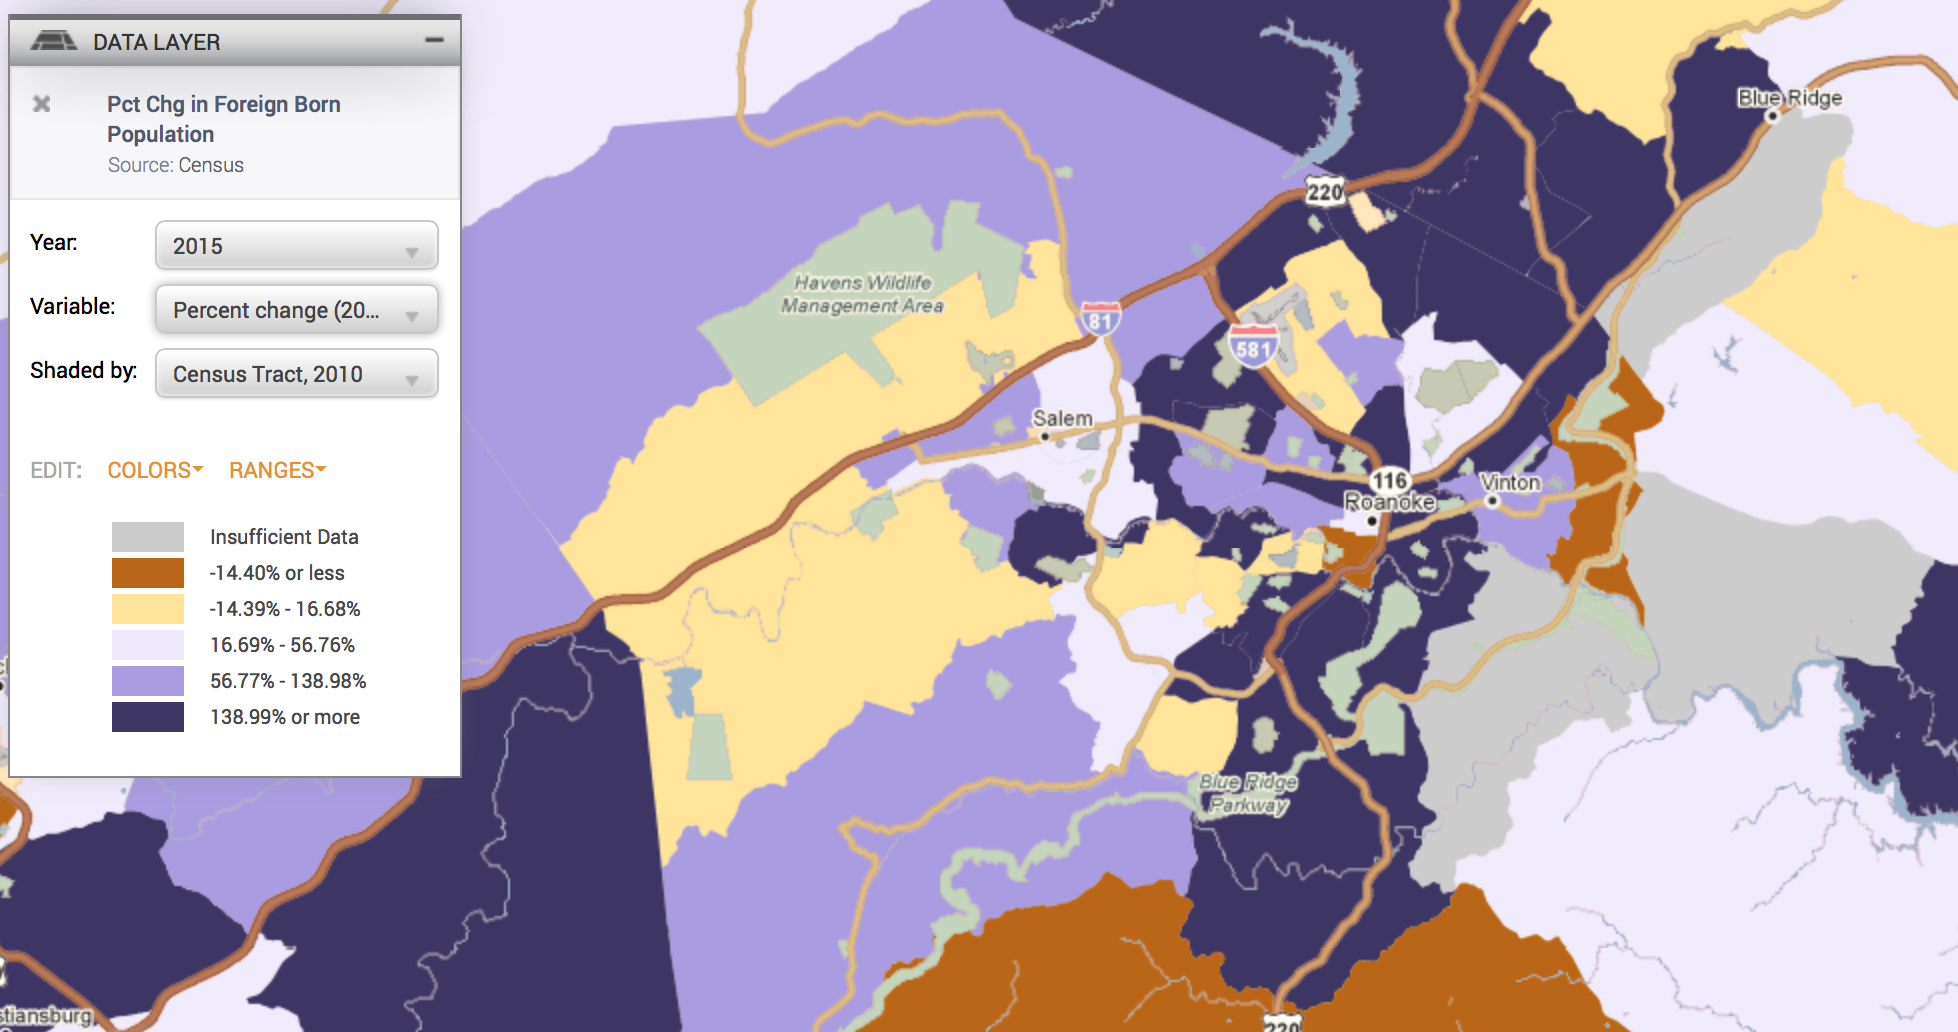 DATA LAYER
Pct Chg in Foreign Born
Population
Source: Census
Year:
2015
Variable:
Percent change (20...
Shaded by:
Census Tract, 2010
EDIT: COLORS RANGES
Insufficient Data
-14.40% or less
-14.39% - 16.68%
16.69% - 56.76%
56.77% - 138.98%
138.99% or more
Blue Ridge
220
Havens Wildlife
Management Area
81
581
Salem
116
Roanoke
Vinton
Blue Ridge
Parkway
stiansburg
220